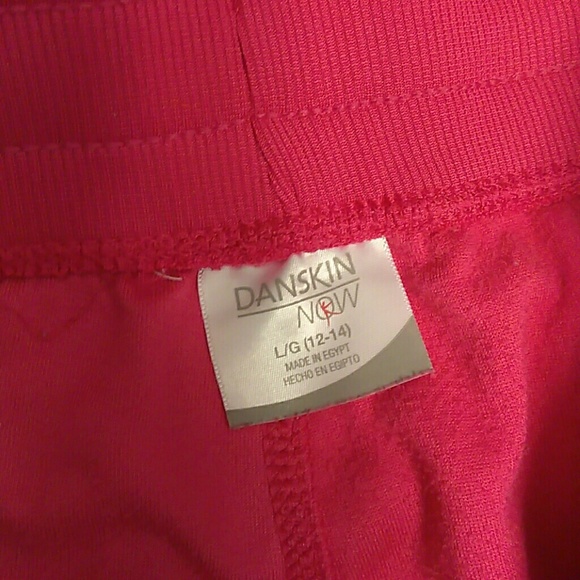 DANSKIN
NOW
L/G (12-14)
MADE IN EGYPT
HECHO EN EGIPTO